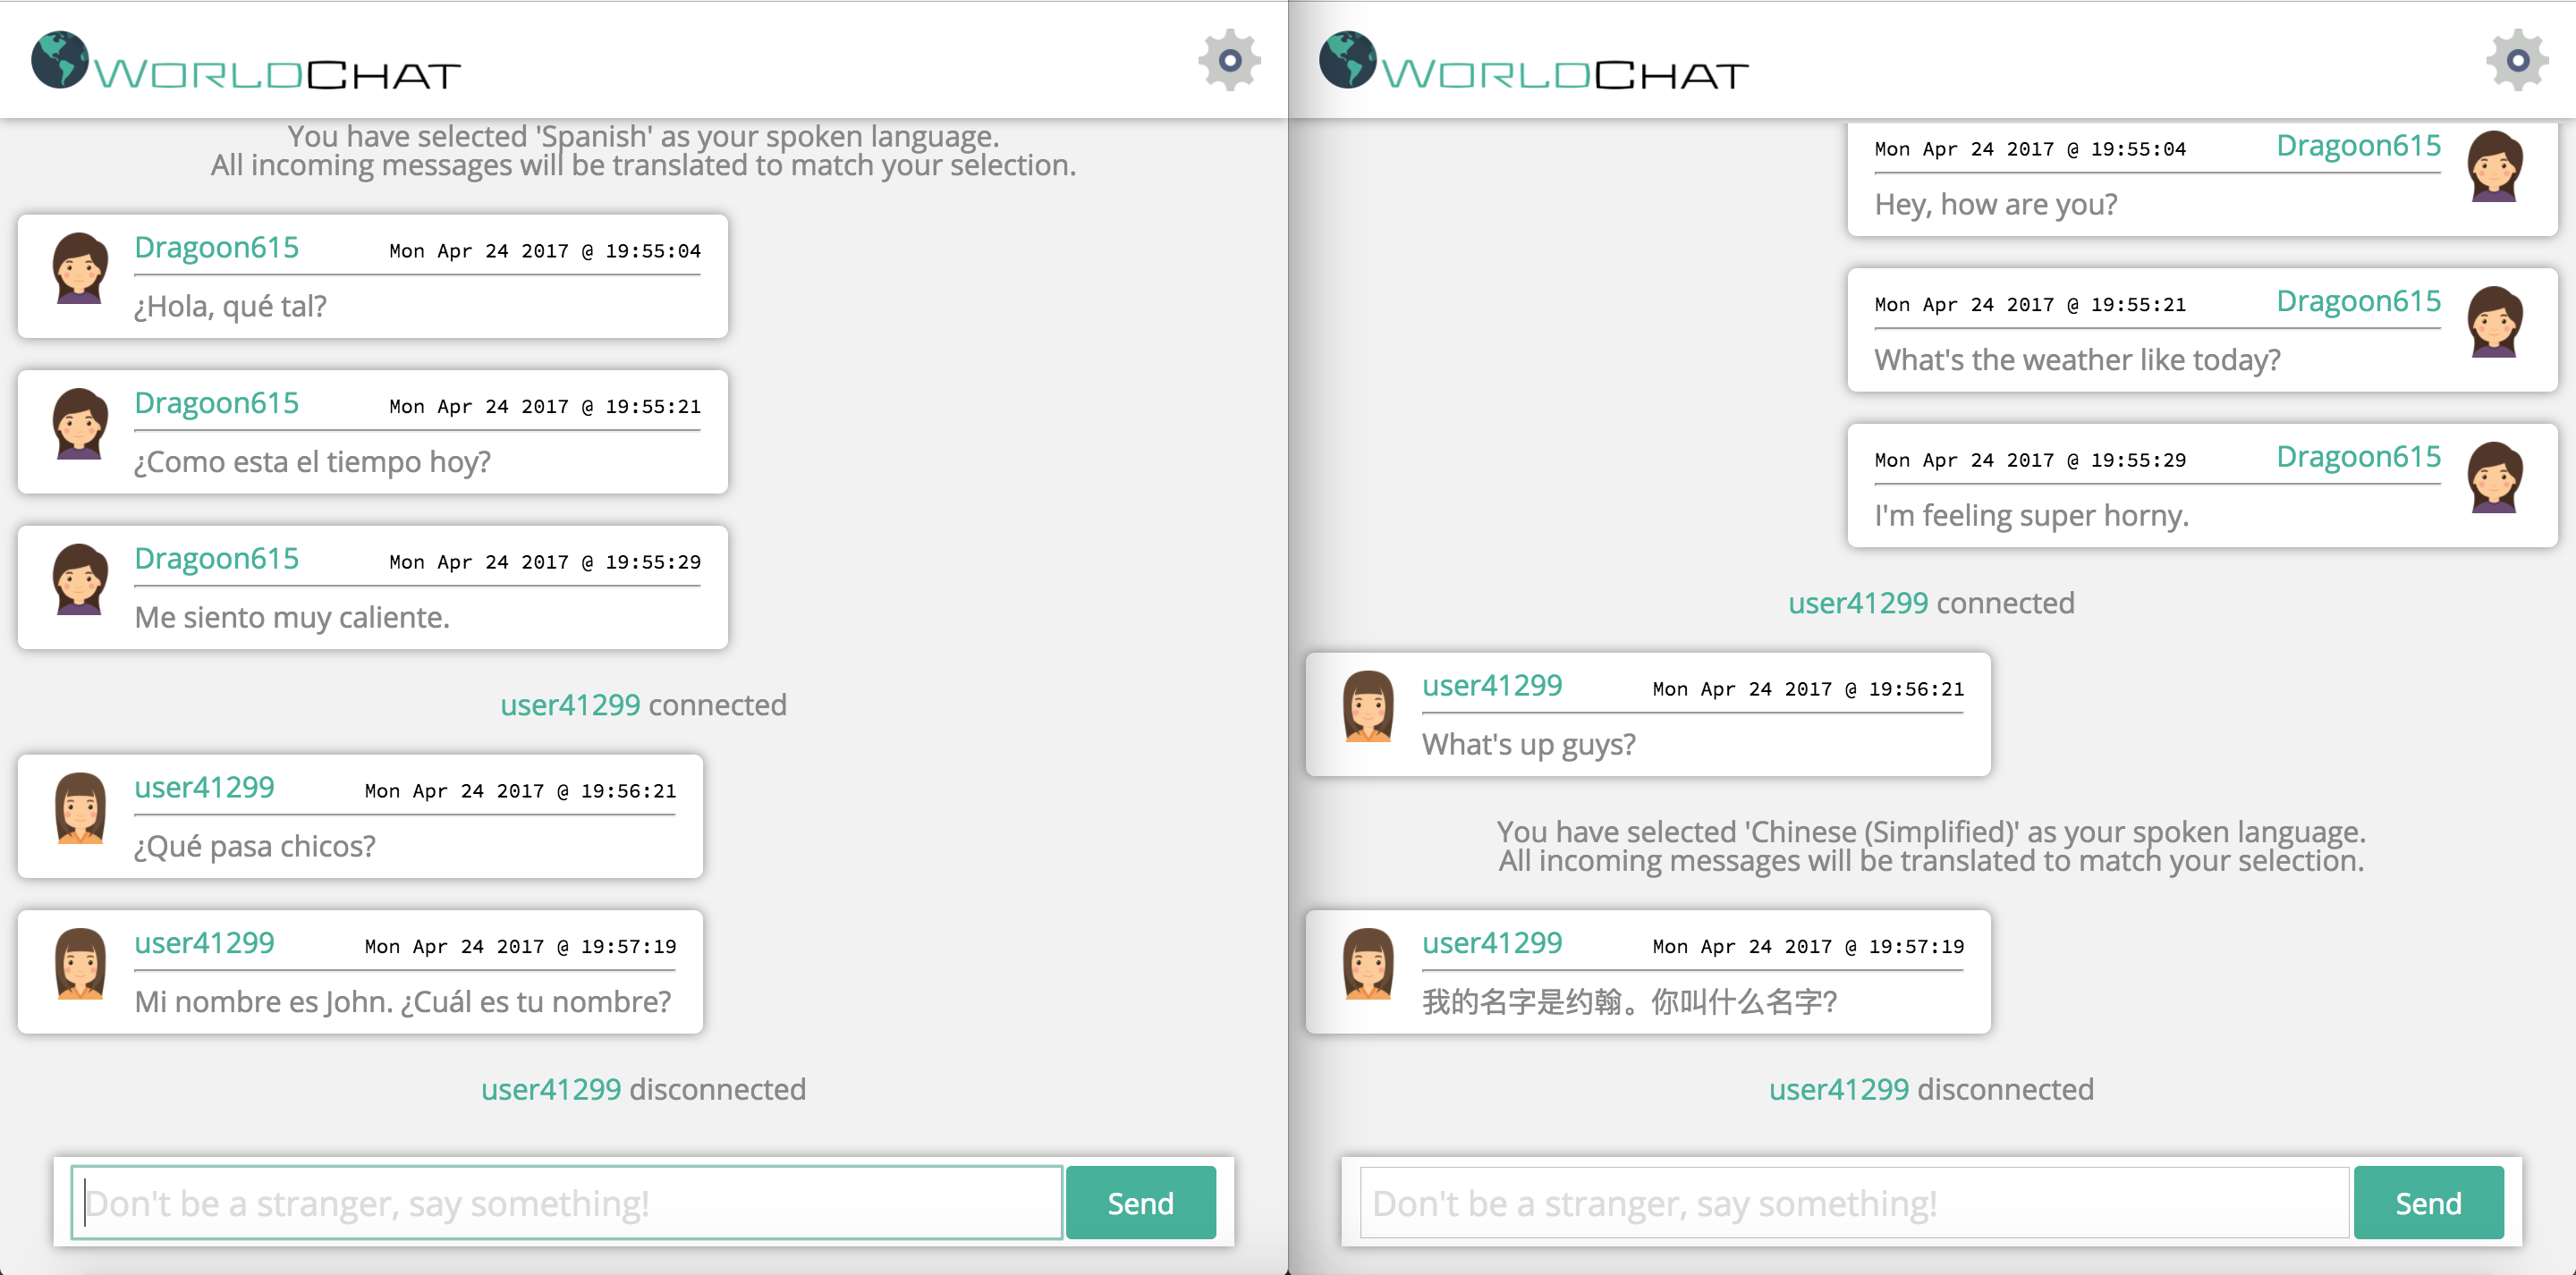 WORLDCHAT
You have selected 'Spanish' as your spoken language.
All incoming messages will be translated to match your selection.
Dragoon615 Mon Apr 24 2017 @ 19:55:04
¿Hola, qué tal?
Dragoon615 Mon Apr 24 2017 @ 19:55:21
¿Como esta el tiempo hoy?
Dragoon615 Mon Apr 24 2017 @ 19:55:29
Me siento muy caliente.
user41299 connected
user41299 Mon Apr 24 2017 @ 19:56:21
¿Qué pasa chicos?
user41299 Mon Apr 24 2017 @ 19:57:19
Mi nombre es John. ¿Cuál es tu nombre?
user41299 disconnected
Don't be a stranger, say something! Send
WORLDCHAT
Mon Apr 24 2017 @ 19:55:04 Dragoon615
Hey, how are you?
Mon Apr 24 2017 @ 19:55:21 Dragoon615
What's the weather like today?
Mon Apr 24 2017 @ 19:55:29 Dragoon615
I'm feeling super horny.
user41299 connected
user41299 Mon Apr 24 2017 @ 19:56:21
What's up guys?
You have selected 'Chinese (Simplified)' as your spoken language.
All incoming messages will be translated to match your selection.
user41299 Mon Apr 24 2017 @ 19:57:19
我的名字是约翰。你叫什么名字?
user41299 disconnected
Don't be a stranger, say something! Send